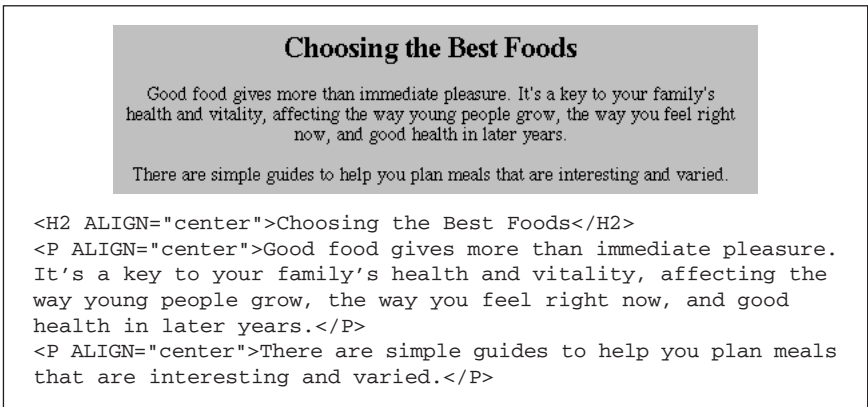 Choosing the Best Foods
Good food gives more than immediate pleasure. It's a key to your family's
health and vitality, affecting the way young people grow, the way you feel right
now, and good health in later years.
There are simple guides to help you plan meals that are interesting and varied.
<H2 ALIGN="center">Choosing the Best Foods</H2>
<P ALIGN="center">Good food gives more than immediate pleasure.
It’s a key to your family’s health and vitality, affecting the
way young people grow, the way you feel right now, and good
health in later years.</P>
<P ALIGN="center">There are simple guides to help you plan meals
that are interesting and varied.</P>